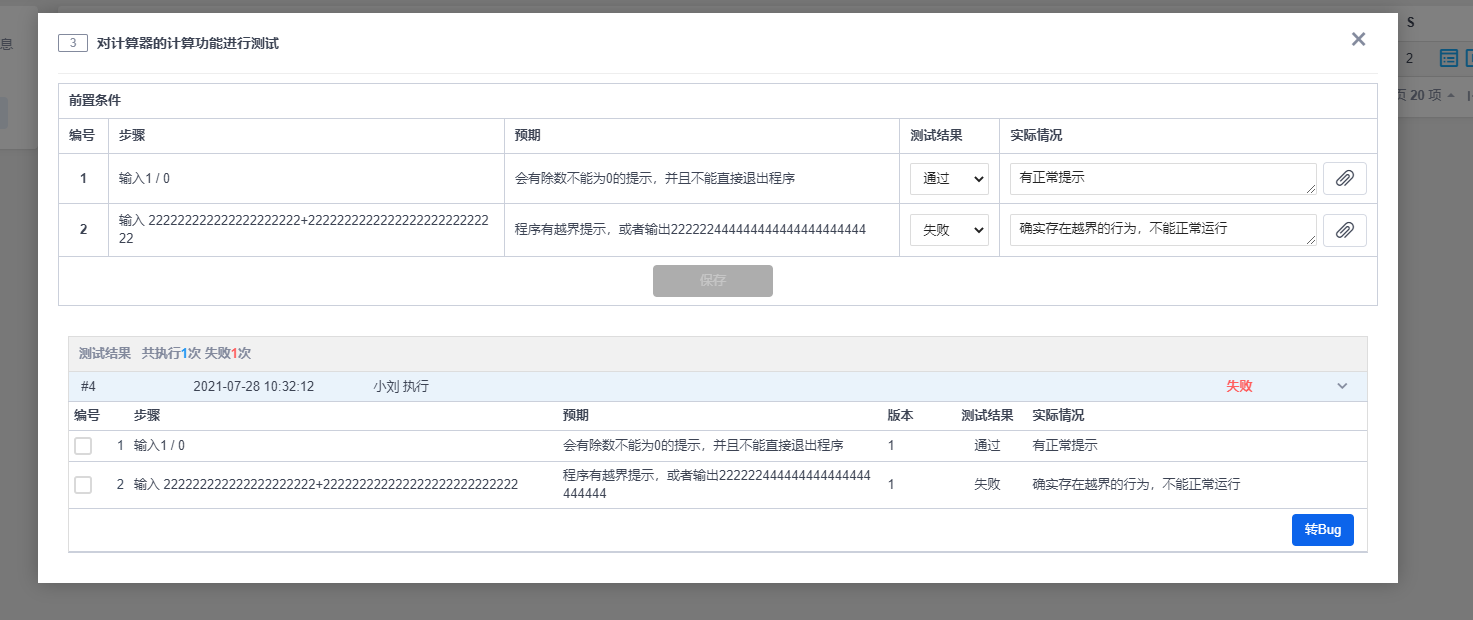 息
S
2
页 20 项
3 对计算器的计算功能进行测试
前置条件
编号 步骤 预期 测试结果 实际情况
1 输入1 / 0 会有除数不能为0的提示，并且不能直接退出程序 通过 有正常提示
2 输入 222222222222222222222+2222222222222222222222222 程序有越界提示，或者输出222222444444444444444444444 失败 确实存在越界的行为，不能正常运行
22
保存
测试结果 共执行1次 失败1次
#4 2021-07-28 10:32:12 小刘 执行 失败
编号 步骤 预期 版本 测试结果 实际情况
1 输入1 / 0 会有除数不能为0的提示，并且不能直接退出程序 1 通过 有正常提示
2 输入 222222222222222222222+222222222222222222222222222 程序有越界提示，或者输出222222444444444444444 1 失败 确实存在越界的行为，不能正常运行
444444
转Bug